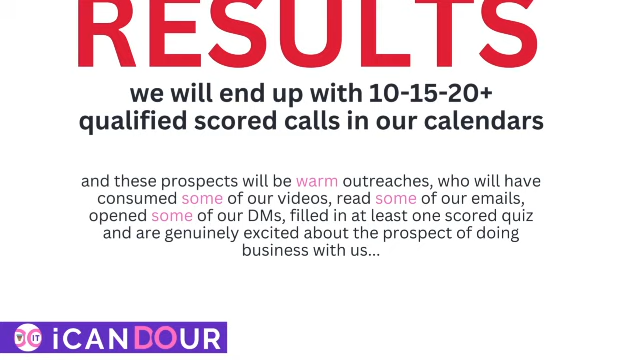 RESULTS
we will end up with 10-15-20+
qualified scored calls in our calendars
and these prospects will be warm outreaches, who will have
consumed some of our videos, read some of our emails,
opened some of our DMs, filled in at least one scored quiz
and are genuinely excited about the prospect of doing
business with us...
IT
iCANDOUR